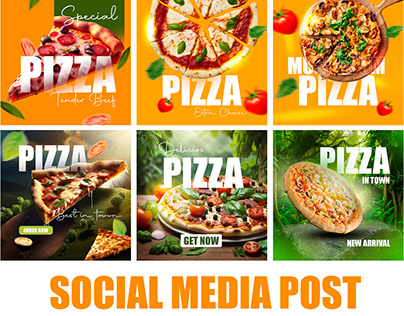 Special
PIZZA
Tender Beef
PIZZA
Extra Cheese
MUSHROOM
PIZZA
PIZZA
Best in Town
ORDER NOW
Delicios
PIZZA
GET NOW
PIZZA
IN TOWN
NEW ARRIVAL
SOCIAL MEDIA POST